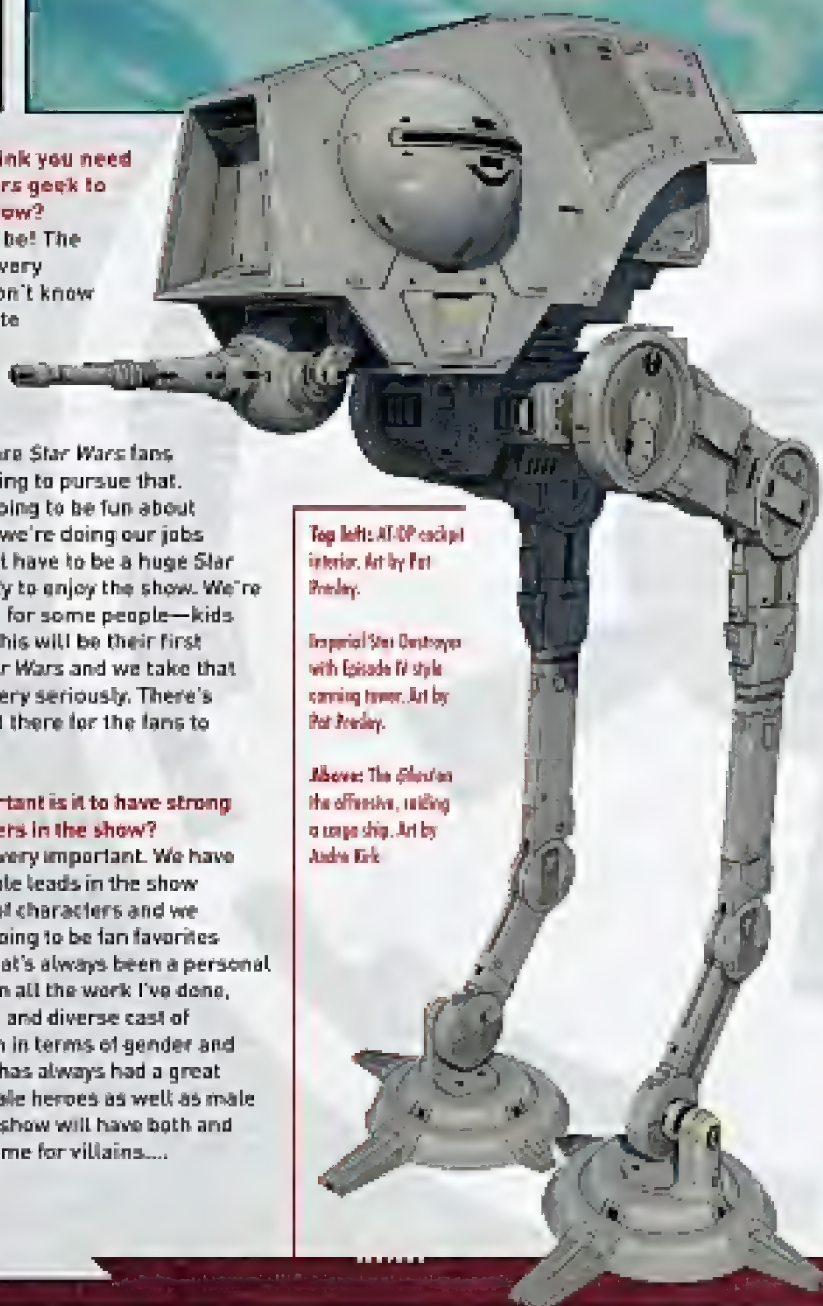 ink you need
rs geek to
ow?
be! The
very
on't know
te
re Star Wars fans
ing to pursue that.
oing to be fun about
we're doing our jobs
t have to be a huge Star
fy to enjoy the show. We're
for some people—kids
his will be their first
r Wars and we take that
ery seriously. There's
l there for the fans to
rtant is it to have strong
ers in the show?
very important. We have
ale leads in the show
st characters and we
oing to be fan favorites
at's always been a personal
n all the work I've done,
and diverse cast of
n in terms of gender and
has always had a great
ale heroes as well as male
show will have both and
me for villains....
Top left: AT-DP cockpit
interior. Art by Pat
Presley.
Imperial Star Destroyer
with Episode IV style
conning tower. Art by
Pat Presley.
Above: The Ghost on
the offensive, raiding
a cargo ship. Art by
Andre Kirk